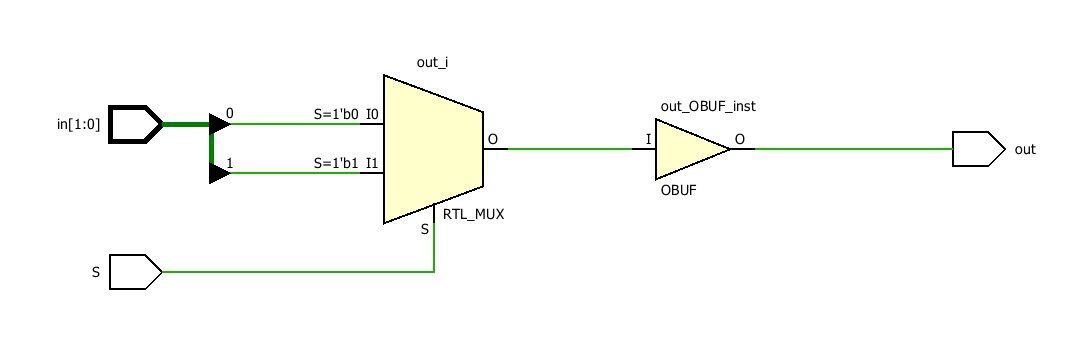 out_i
out_OBUF_inst
in[1:0]
0
S=1'b0 I0
O
I
O
out
1
S=1'b1 I1
OBUF
RTL_MUX
S
S